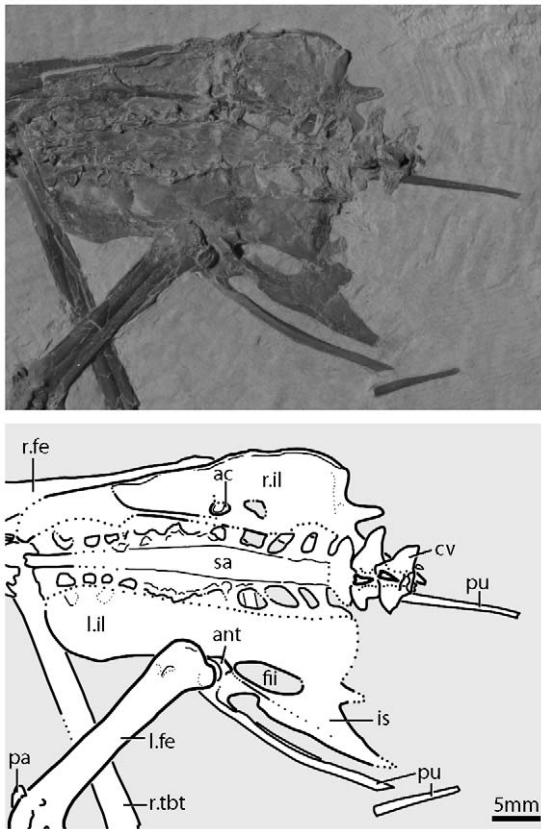 r.fe
ac
r.il
cv
sa
pu
l.il
ant
fii
is
l.fe
pa
pu
r.tbt
5mm